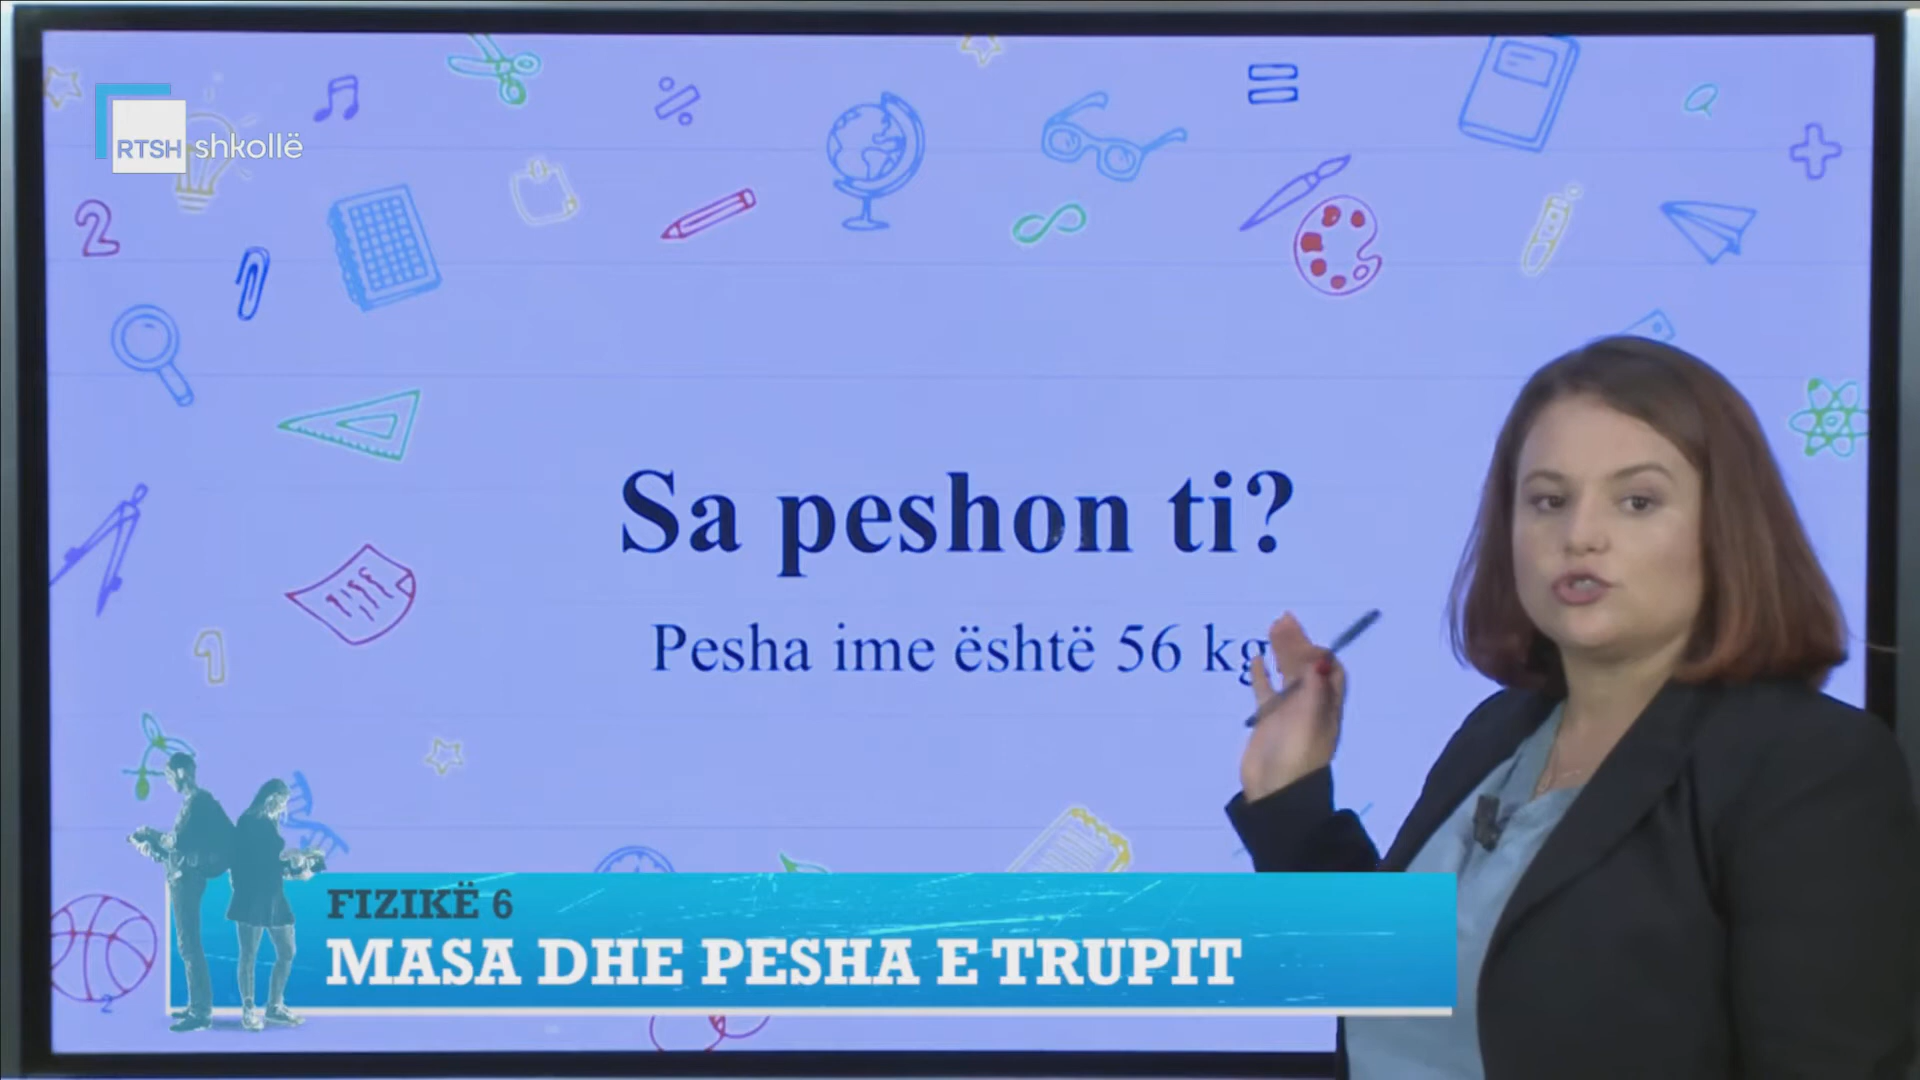 RTSH shkollë
Sa peshon ti?
Pesha ime është 56 kg
FIZIKË 6
MASA DHE PESHA E TRUPIT